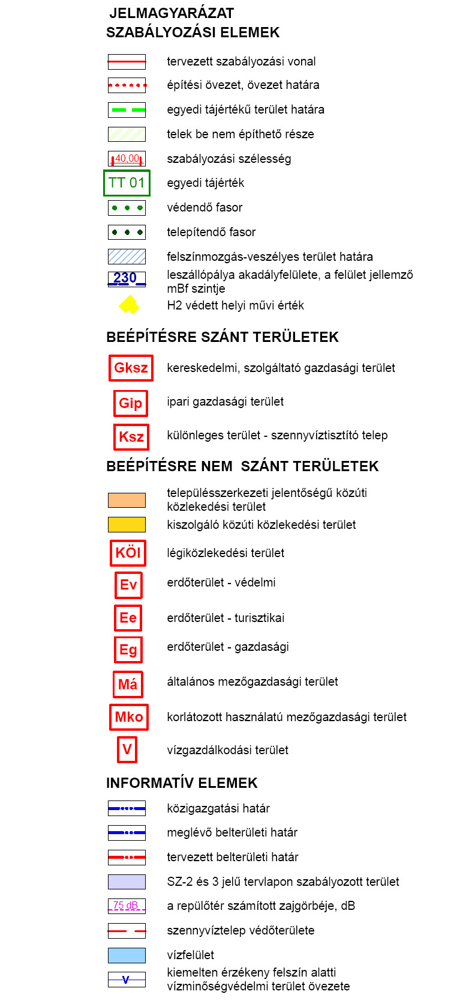 JELMAGYARÁZAT
SZABÁLYOZÁSI ELEMEK
tervezett szabályozási vonal
építési övezet, övezet határa
egyedi tájértékű terület határa
telek be nem építhető része
40,00 szabályozási szélesség
TT 01 egyedi tájérték
védendő fasor
telepítendő fasor
felszínmozgás-veszélyes terület határa
230 leszállópálya akadályfelülete, a felület jellemző
mBf szintje
H2 védett helyi művi érték
BEÉPÍTÉSRE SZÁNT TERÜLETEK
Gksz kereskedelmi, szolgáltató gazdasági terület
Gip ipari gazdasági terület
Ksz különleges terület - szennyvíztisztító telep
BEÉPÍTÉSRE NEM SZÁNT TERÜLETEK
településszerkezeti jelentőségű közúti
közlekedési terület
kiszolgáló közúti közlekedési terület
KÖl légiközlekedési terület
Ev erdőterület - védelmi
Ee erdőterület - turisztikai
Eg erdőterület - gazdasági
Má általános mezőgazdasági terület
Mko korlátozott használatú mezőgazdasági terület
V vízgazdálkodási terület
INFORMATÍV ELEMEK
közigazgatási határ
meglévő belterületi határ
tervezett belterületi határ
SZ-2 és 3 jelű tervlapon szabályozott terület
75 dB a repülőtér számított zajgörbéje, dB
szennyvíztelep védőterülete
vízfelület
v kiemelten érzékeny felszín alatti
vízminőségvédelmi terület övezete